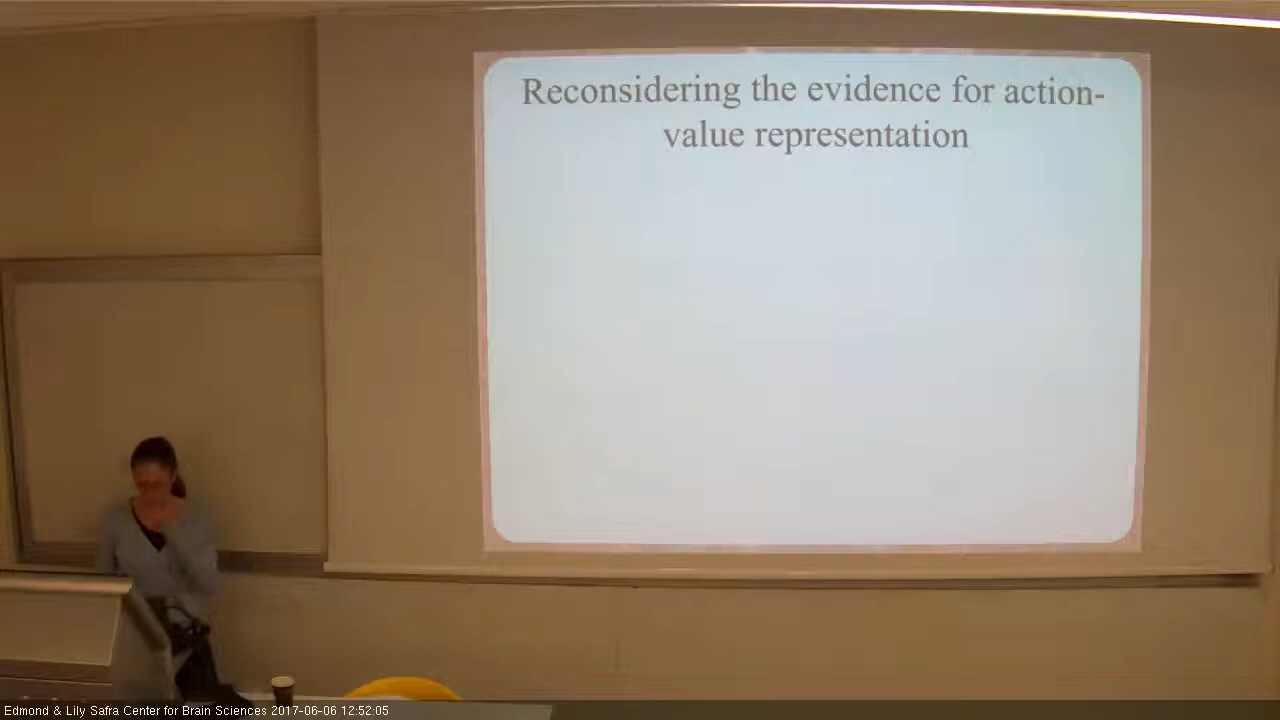 Reconsidering the evidence for action-
value representation
Edmond & Lily Safra Center for Brain Sciences 2017-06-06 12:52:05